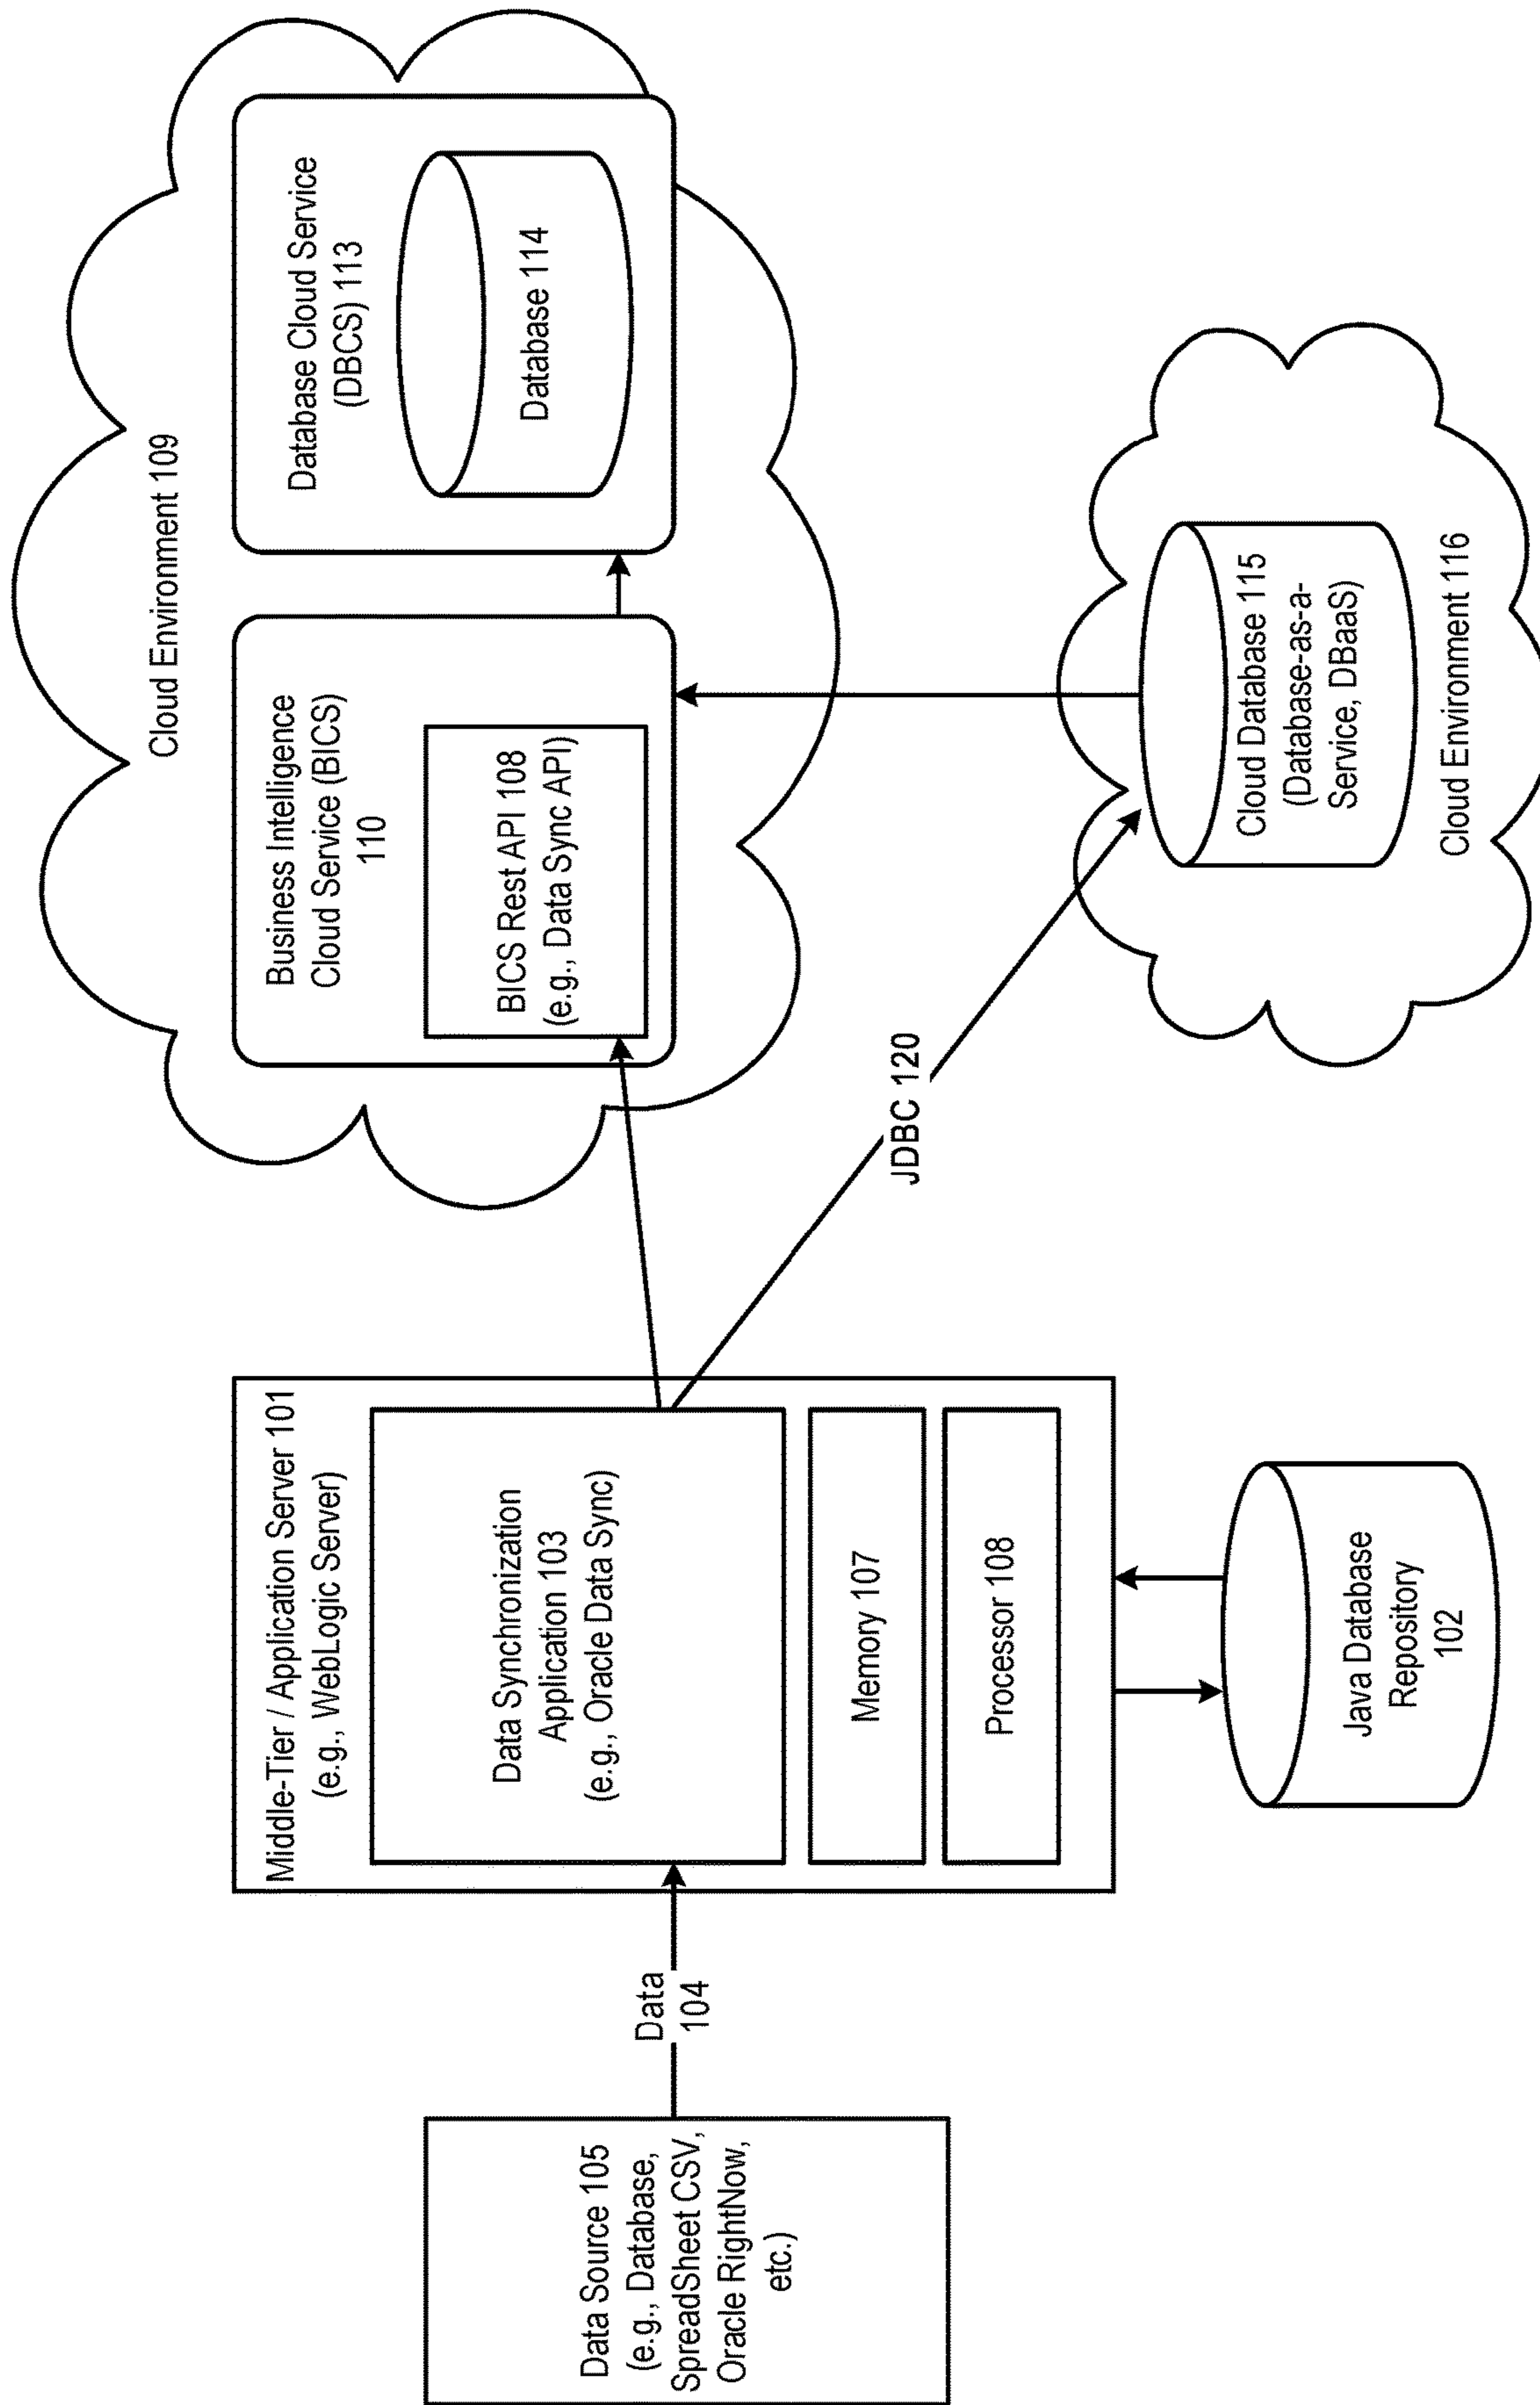 Data Source 105
(e.g., Database,
SpreadSheet CSV,
Oracle RightNow,
etc.)
Data
104
Middle-Tier / Application Server 101
(e.g., WebLogic Server)
Data Synchronization
Application 103
(e.g., Oracle Data Sync)
Memory 107
Processor 108
Java Database
Repository
102
JDBC 120
Cloud Environment 109
Business Intelligence
Cloud Service (BICS)
110
BICS Rest API 108
(e.g., Data Sync API)
Database Cloud Service
(DBCS) 113
Database 114
Cloud Database 115
(Database-as-a-
Service, DBaaS)
Cloud Environment 116